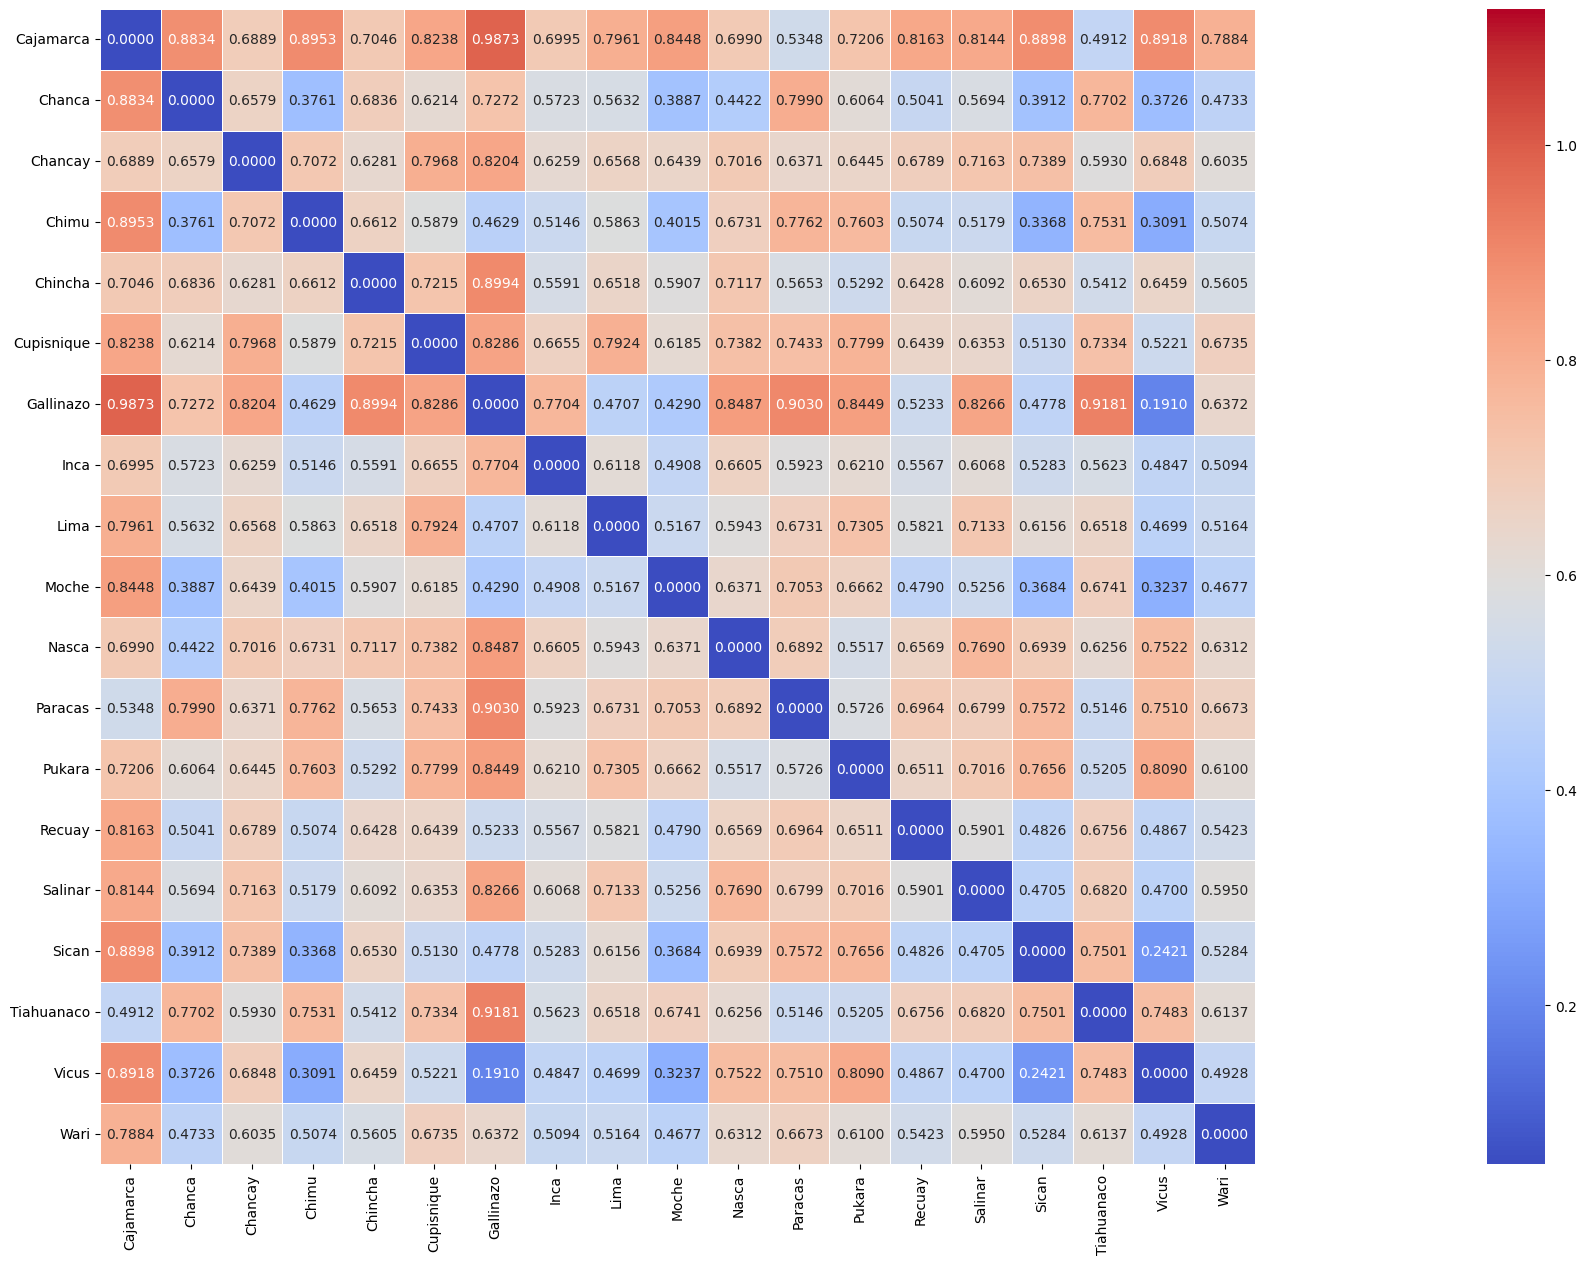 Cajamarca 0.0000 0.8834 0.6889 0.8953 0.7046 0.8238 0.9873 0.6995 0.7961 0.8448 0.6990 0.5348 0.7206 0.8163 0.8144 0.8898 0.4912 0.8918 0.7884
Chanca 0.8834 0.0000 0.6579 0.3761 0.6836 0.6214 0.7272 0.5723 0.5632 0.3887 0.4422 0.7990 0.6064 0.5041 0.5694 0.3912 0.7702 0.3726 0.4733
Chancay 0.6889 0.6579 0.0000 0.7072 0.6281 0.7968 0.8204 0.6259 0.6568 0.6439 0.7016 0.6371 0.6445 0.6789 0.7163 0.7389 0.5930 0.6848 0.6035
Chimu 0.8953 0.3761 0.7072 0.0000 0.6612 0.5879 0.4629 0.5146 0.5863 0.4015 0.6731 0.7762 0.7603 0.5074 0.5179 0.3368 0.7531 0.3091 0.5074
Chincha 0.7046 0.6836 0.6281 0.6612 0.0000 0.7215 0.8994 0.5591 0.6518 0.5907 0.7117 0.5653 0.5292 0.6428 0.6092 0.6530 0.5412 0.6459 0.5605
Cupisnique 0.8238 0.6214 0.7968 0.5879 0.7215 0.0000 0.8286 0.6655 0.7924 0.6185 0.7382 0.7433 0.7799 0.6439 0.6353 0.5130 0.7334 0.5221 0.6735
Gallinazo 0.9873 0.7272 0.8204 0.4629 0.8994 0.8286 0.0000 0.7704 0.4707 0.4290 0.8487 0.9030 0.8449 0.5233 0.8266 0.4778 0.9181 0.1910 0.6372
Inca 0.6995 0.5723 0.6259 0.5146 0.5591 0.6655 0.7704 0.0000 0.6118 0.4908 0.6605 0.5923 0.6210 0.5567 0.6068 0.5283 0.5623 0.4847 0.5094
Lima 0.7961 0.5632 0.6568 0.5863 0.6518 0.7924 0.4707 0.6118 0.0000 0.5167 0.5943 0.6731 0.7305 0.5821 0.7133 0.6156 0.6518 0.4699 0.5164
Moche 0.8448 0.3887 0.6439 0.4015 0.5907 0.6185 0.4290 0.4908 0.5167 0.0000 0.6371 0.7053 0.6662 0.4790 0.5256 0.3684 0.6741 0.3237 0.4677
Nasca 0.6990 0.4422 0.7016 0.6731 0.7117 0.7382 0.8487 0.6605 0.5943 0.6371 0.0000 0.6892 0.5517 0.6569 0.7690 0.6939 0.6256 0.7522 0.6312
Paracas 0.5348 0.7990 0.6371 0.7762 0.5653 0.7433 0.9030 0.5923 0.6731 0.7053 0.6892 0.0000 0.5726 0.6964 0.6799 0.7572 0.5146 0.7510 0.6673
Pukara 0.7206 0.6064 0.6445 0.7603 0.5292 0.7799 0.8449 0.6210 0.7305 0.6662 0.5517 0.5726 0.0000 0.6511 0.7016 0.7656 0.5205 0.8090 0.6100
Recuay 0.8163 0.5041 0.6789 0.5074 0.6428 0.6439 0.5233 0.5567 0.5821 0.4790 0.6569 0.6964 0.6511 0.0000 0.5901 0.4826 0.6756 0.4867 0.5423
Salinar 0.8144 0.5694 0.7163 0.5179 0.6092 0.6353 0.8266 0.6068 0.7133 0.5256 0.7690 0.6799 0.7016 0.5901 0.0000 0.4705 0.6820 0.4700 0.5950
Sican 0.8898 0.3912 0.7389 0.3368 0.6530 0.5130 0.4778 0.5283 0.6156 0.3684 0.6939 0.7572 0.7656 0.4826 0.4705 0.0000 0.7501 0.2421 0.5284
Tiahuanaco 0.4912 0.7702 0.5930 0.7531 0.5412 0.7334 0.9181 0.5623 0.6518 0.6741 0.6256 0.5146 0.5205 0.6756 0.6820 0.7501 0.0000 0.7483 0.6137
Vicus 0.8918 0.3726 0.6848 0.3091 0.6459 0.5221 0.1910 0.4847 0.4699 0.3237 0.7522 0.7510 0.8090 0.4867 0.4700 0.2421 0.7483 0.0000 0.4928
Wari 0.7884 0.4733 0.6035 0.5074 0.5605 0.6735 0.6372 0.5094 0.5164 0.4677 0.6312 0.6673 0.6100 0.5423 0.5950 0.5284 0.6137 0.4928 0.0000
Cajamarca Chanca Chancay Chimu Chincha Cupisnique Gallinazo Inca Lima Moche Nasca Paracas Pukara Recuay Salinar Sican Tiahuanaco Vicus Wari
1.0
0.8
0.6
0.4
0.2